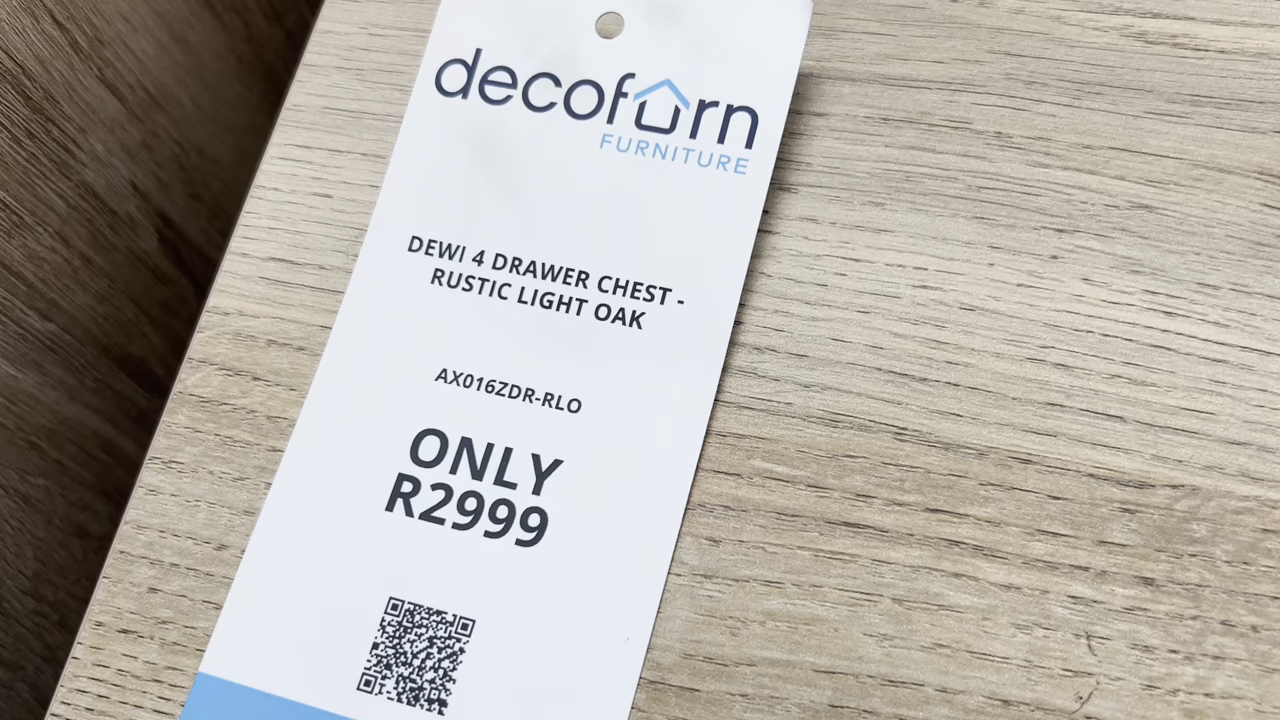 decofurn
FURNITURE
DEWI 4 DRAWER CHEST -
RUSTIC LIGHT OAK
AX016ZDR-RLO
ONLY
R2999